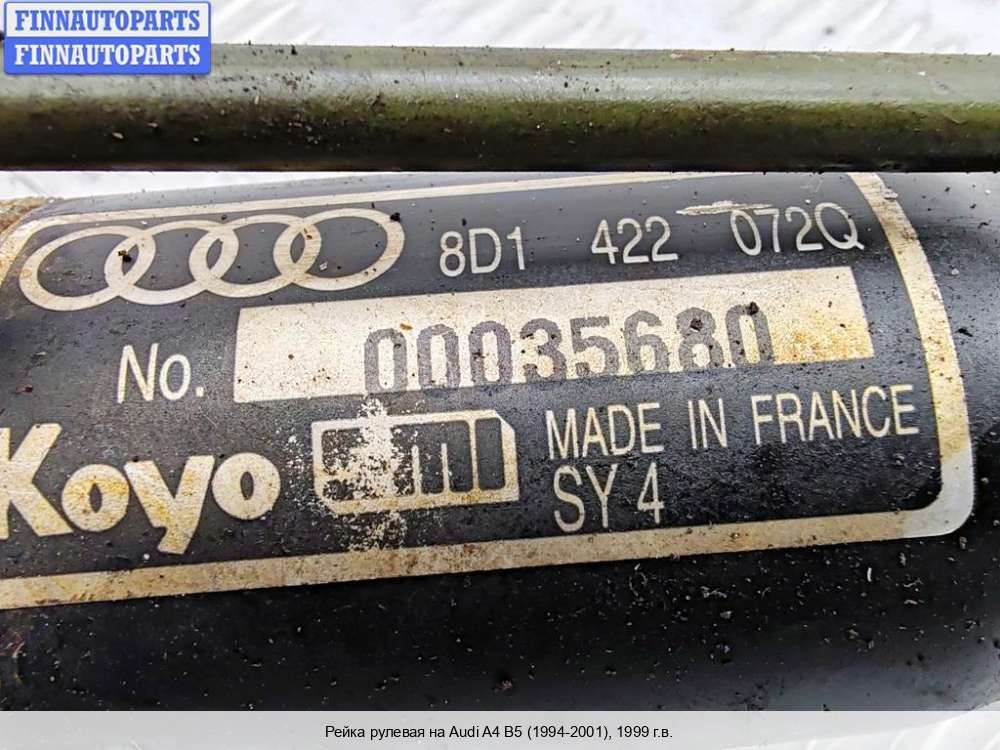 FINNAUTOPARTS
FINNAUTOPARTS
8D1 422 072Q
No. 00035680
Koyo
MADE IN FRANCE
SY 4
Рейка рулевая на Audi A4 B5 (1994-2001), 1999 г.в.